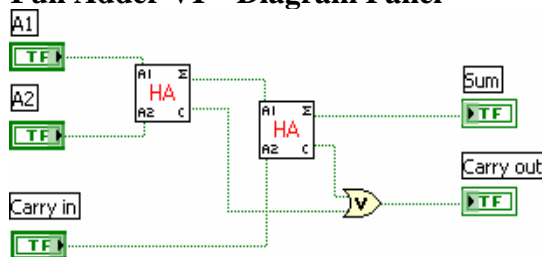 Full Adder VI - Diagram Panel
A1
TF
A1 Σ
HA
A2 C
A2
TF
A1 Σ
HA
A2 C
Sum
TF
Carry out
V
TF
Carry in
TF